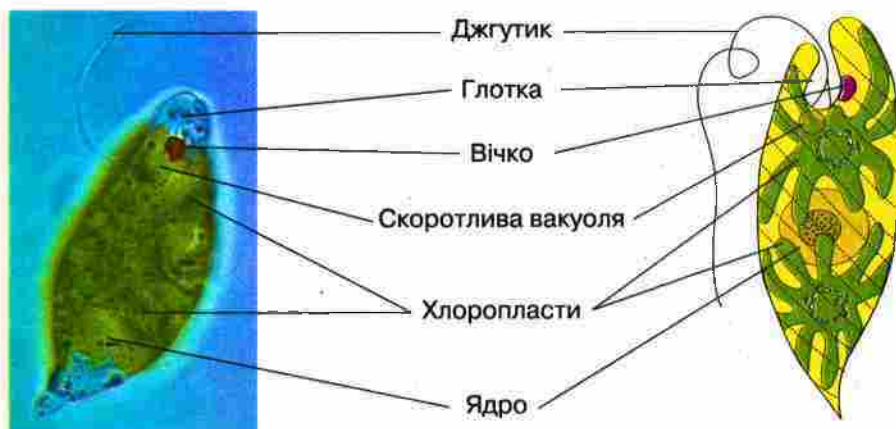 Джгутик
Глотка
Вічко
Скоротлива вакуоля
Хлоропласти
Ядро